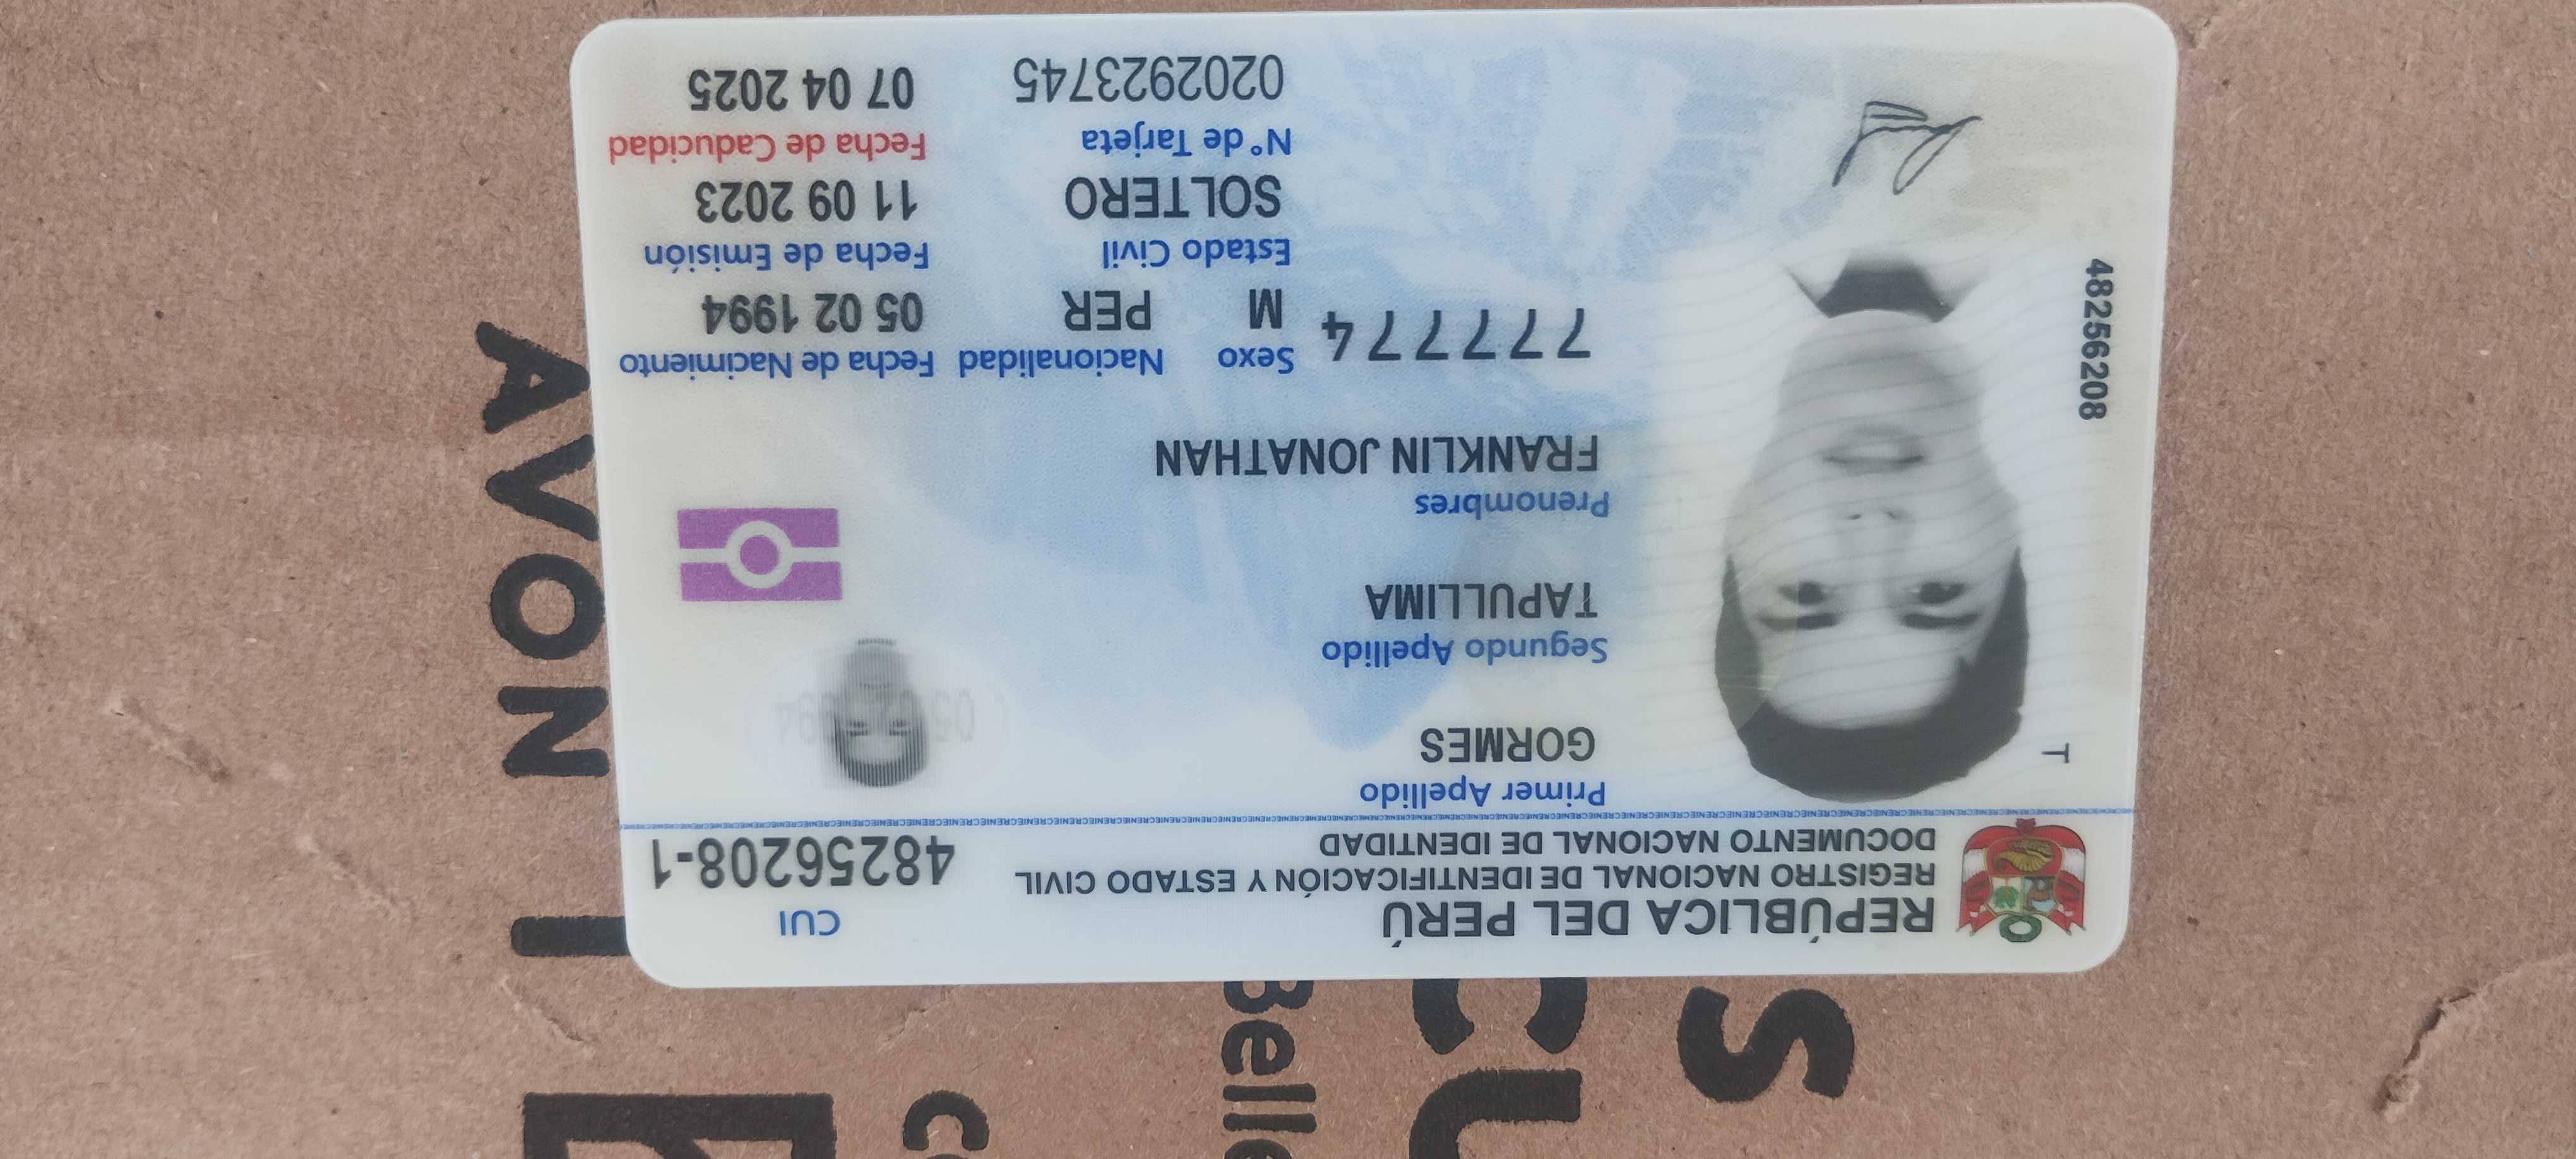 REPÚBLICA DEL PERÚ
REGISTRO NACIONAL DE IDENTIFICACIÓN Y ESTADO CIVIL
DOCUMENTO NACIONAL DE IDENTIDAD
CUI
48256208-1
Primer Apellido
GORMES
Segundo Apellido
TAPULLIMA
Prenombres
FRANKLIN JONATHAN
Sexo Nacionalidad Fecha de Nacimiento
M PER 05 02 1994
777774
Estado Civil Fecha de Emisión
SOLTERO 11 09 2023
N° de Tarjeta Fecha de Caducidad
0202923745 07 04 2025
T
48256208
AVON